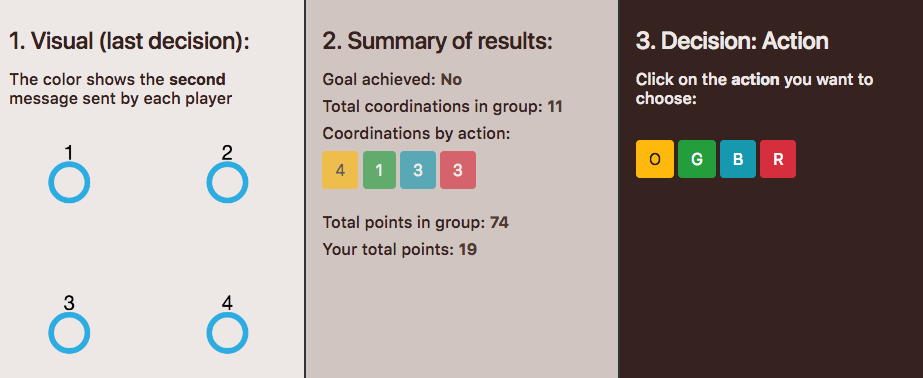 1. Visual (last decision):
The color shows the second
message sent by each player
1
2
3
4
2. Summary of results:
Goal achieved: No
Total coordinations in group: 11
Coordinations by action:
4 1 3 3
Total points in group: 74
Your total points: 19
3. Decision: Action
Click on the action you want to
choose:
O G B R